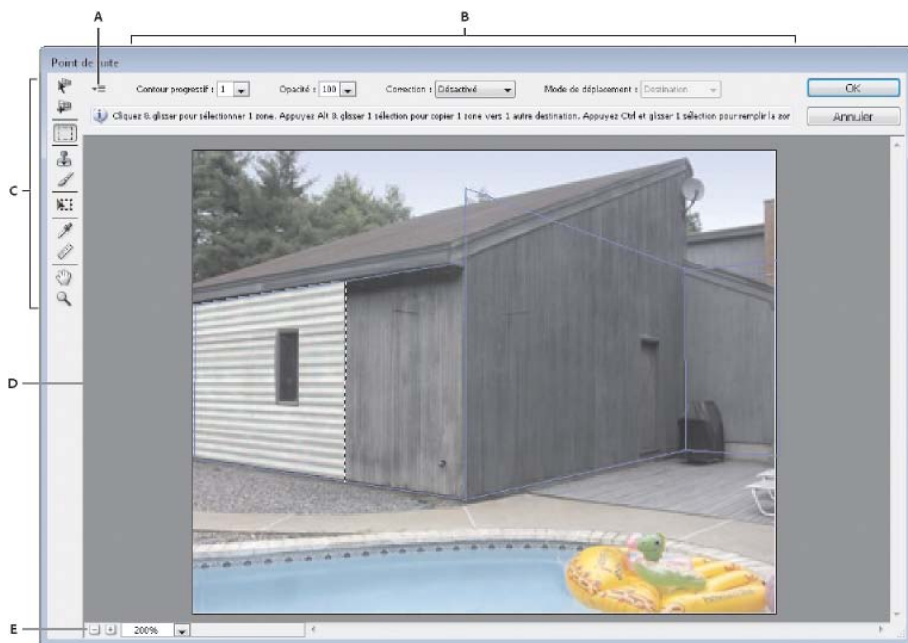 A
B
Point de fuite
Contour progressif : 1 Opacité : 100 Correction : Désactivé Mode de déplacement : Destination OK
Cliquez & glisser pour sélectionner 1 zone. Appuyez Alt & glisser 1 sélection pour copier 1 zone vers 1 autre destination. Appuyez Ctrl et glisser 1 sélection pour remplir la zor Annuler
C
D
E
200%